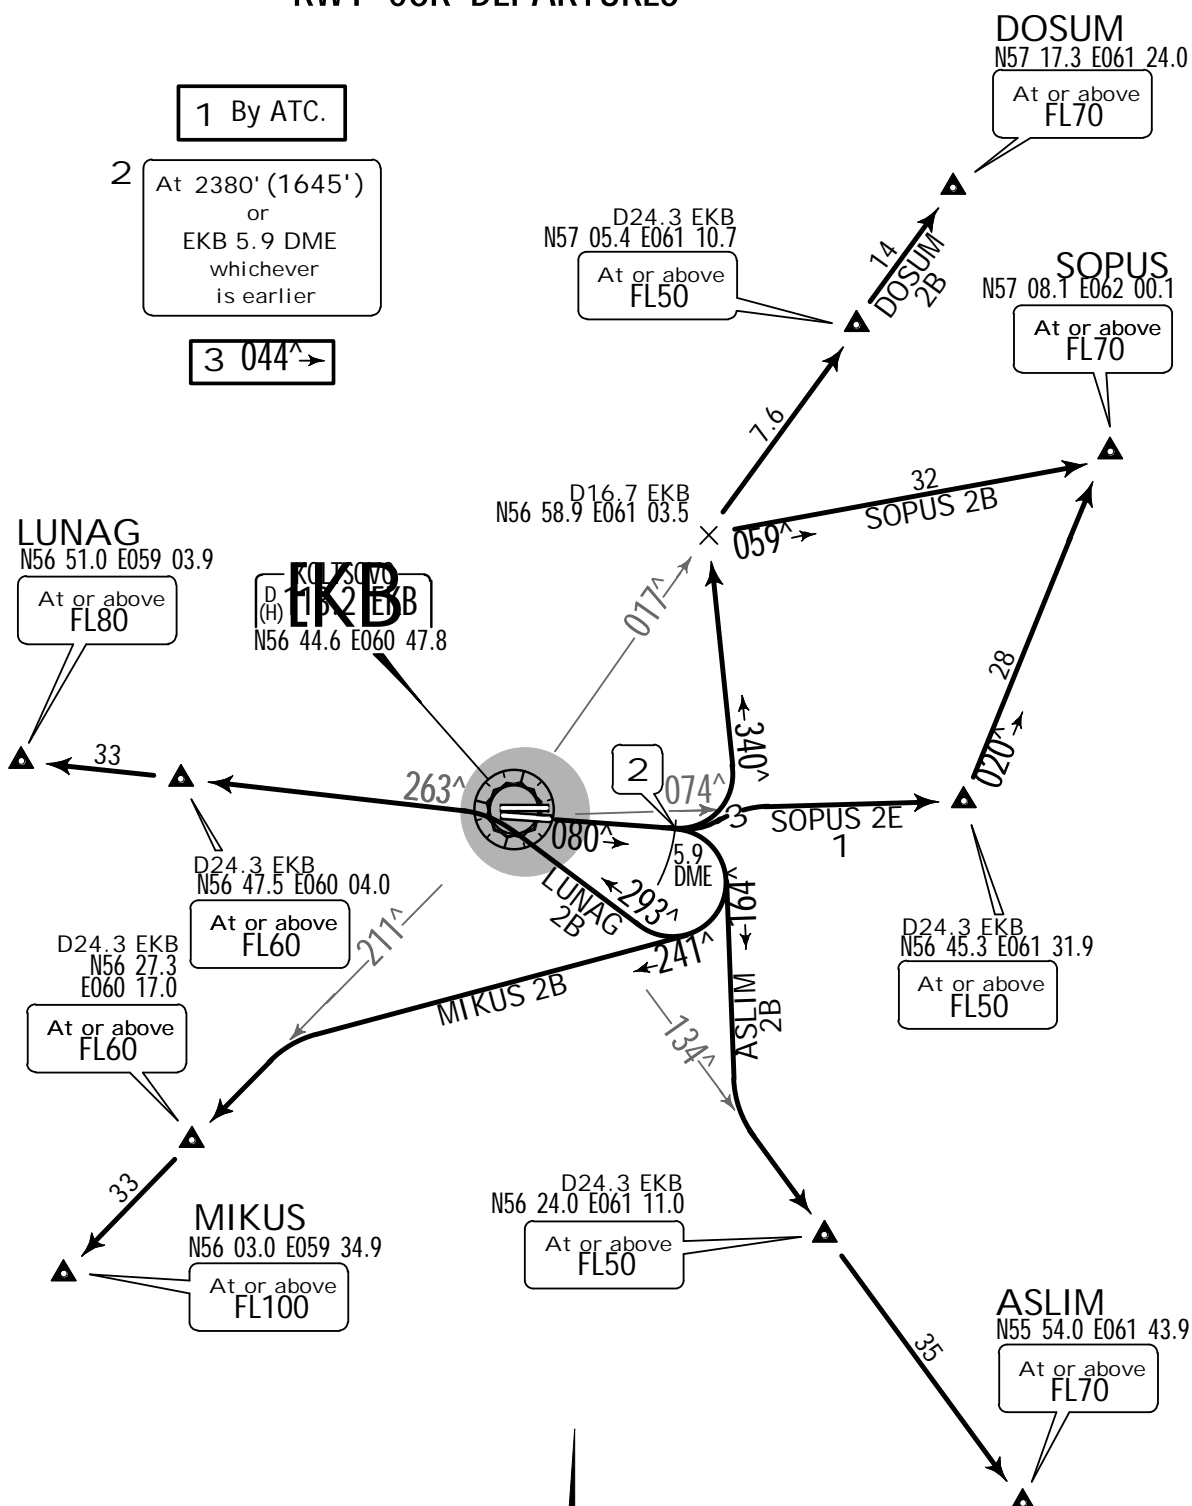 DOSUM
N57 17.3 E061 24.0
At or above
FL70
1 By ATC.
2
At 2380' (1645')
or
EKB 5.9 DME
whichever
is earlier
3 044^
D24.3 EKB
N57 05.4 E061 10.7
At or above
FL50
14
DOSUM
2B
SOPUS
N57 08.1 E062 00.1
At or above
FL70
7.6
D16.7 EKB
N56 58.9 E061 03.5
32
SOPUS 2B
059^
LUNAG
N56 51.0 E059 03.9
At or above
FL80
KOLTSOVO
D
(H)
EKB
EKB
N56 44.6 E060 47.8
017^
28
020^
340^
33
263^
2
074^
3
080^
SOPUS 2E
1
5.9
DME
LUNAG
2B
293^
164^
241^
D24.3 EKB
N56 47.5 E060 04.0
At or above
FL60
211^
D24.3 EKB
N56 27.3
E060 17.0
At or above
FL60
MIKUS 2B
134^
ASLIM
2B
D24.3 EKB
N56 45.3 E061 31.9
At or above
FL50
33
MIKUS
N56 03.0 E059 34.9
At or above
FL100
D24.3 EKB
N56 24.0 E061 11.0
At or above
FL50
35
ASLIM
N55 54.0 E061 43.9
At or above
FL70